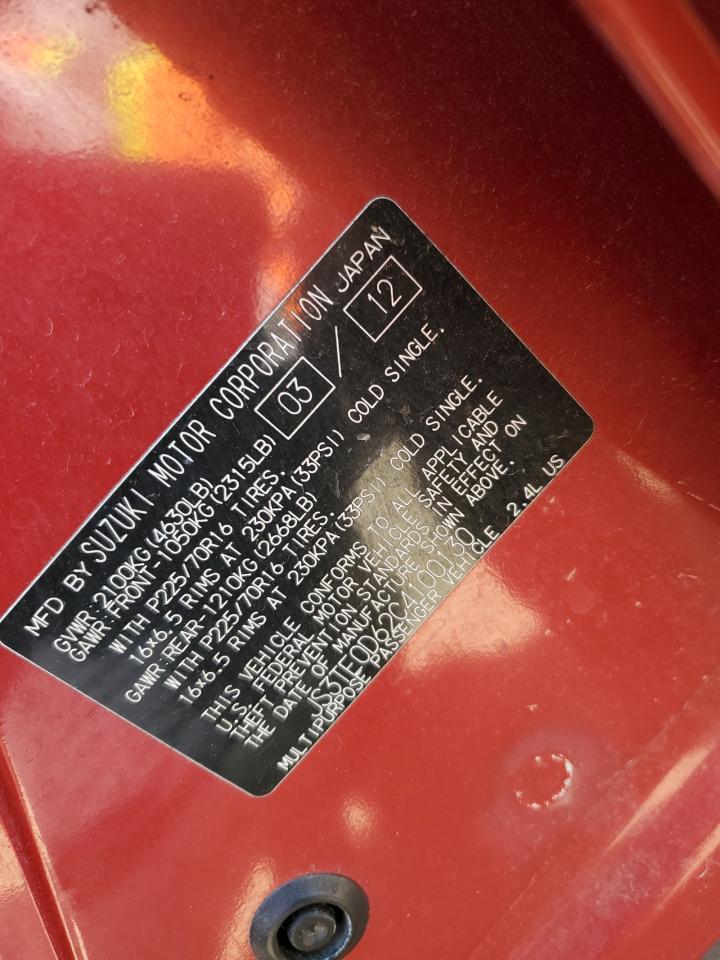 MFD BY SUZUKI MOTOR CORPORATION JAPAN
03 / 12
GVWR 2100KG(4630LB)
GAWR:FRONT-1050KG(2315LB)
WITH P225/70R16 TIRES.
16x6.5 RIMS AT 230KPA(33PSI) COLD SINGLE.
GAWR:REAR-1210KG(2668LB)
WITH P225/70R16 TIRES.
16x6.5 RIMS AT 230KPA(33PSI) COLD SINGLE.
THIS VEHICLE CONFORMS TO ALL APPLICABLE
U.S. FEDERAL MOTOR VEHICLE SAFETY AND
THEFT PREVENTION STANDARDS IN EFFECT ON
THE DATE OF MANUFACTURE SHOWN ABOVE.
MULTIPURPOSE PASSENGER VEHICLE 2.4L US